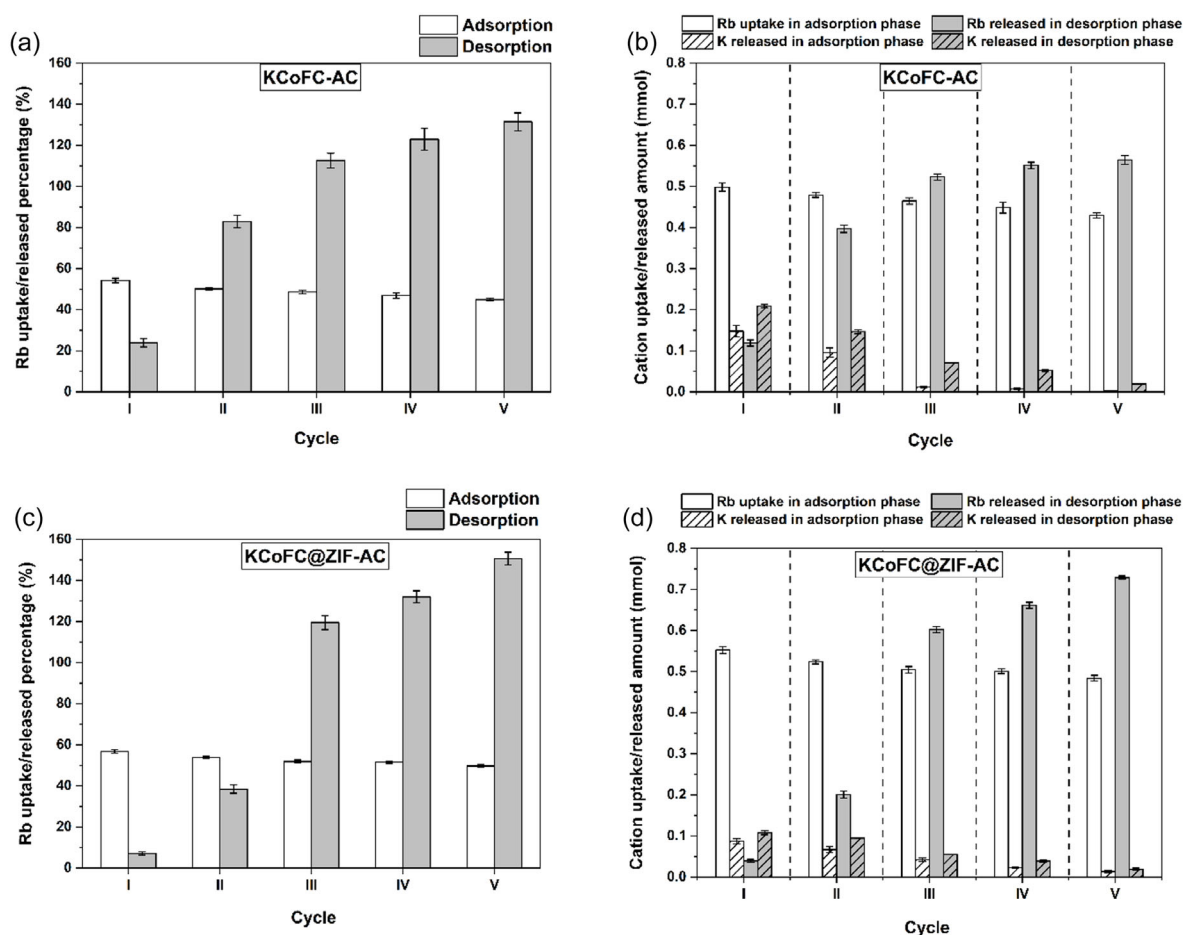 (a)
Adsorption
Desorption
KCoFC-AC
Rb uptake/released percentage (%)
160
140
120
100
80
60
40
20
0
I II III IV V
Cycle
(b)
Rb uptake in adsorption phase Rb released in desorption phase
K released in adsorption phase K released in desorption phase
KCoFC-AC
Cation uptake/released amount (mmol)
0.8
0.7
0.6
0.5
0.4
0.3
0.2
0.1
0.0
I II III IV V
Cycle
(c)
Adsorption
Desorption
KCoFC@ZIF-AC
Rb uptake/released percentage (%)
160
140
120
100
80
60
40
20
0
I II III IV V
Cycle
(d)
Rb uptake in adsorption phase Rb released in desorption phase
K released in adsorption phase K released in desorption phase
KCoFC@ZIF-AC
Cation uptake/released amount (mmol)
0.8
0.7
0.6
0.5
0.4
0.3
0.2
0.1
0.0
I II III IV V
Cycle